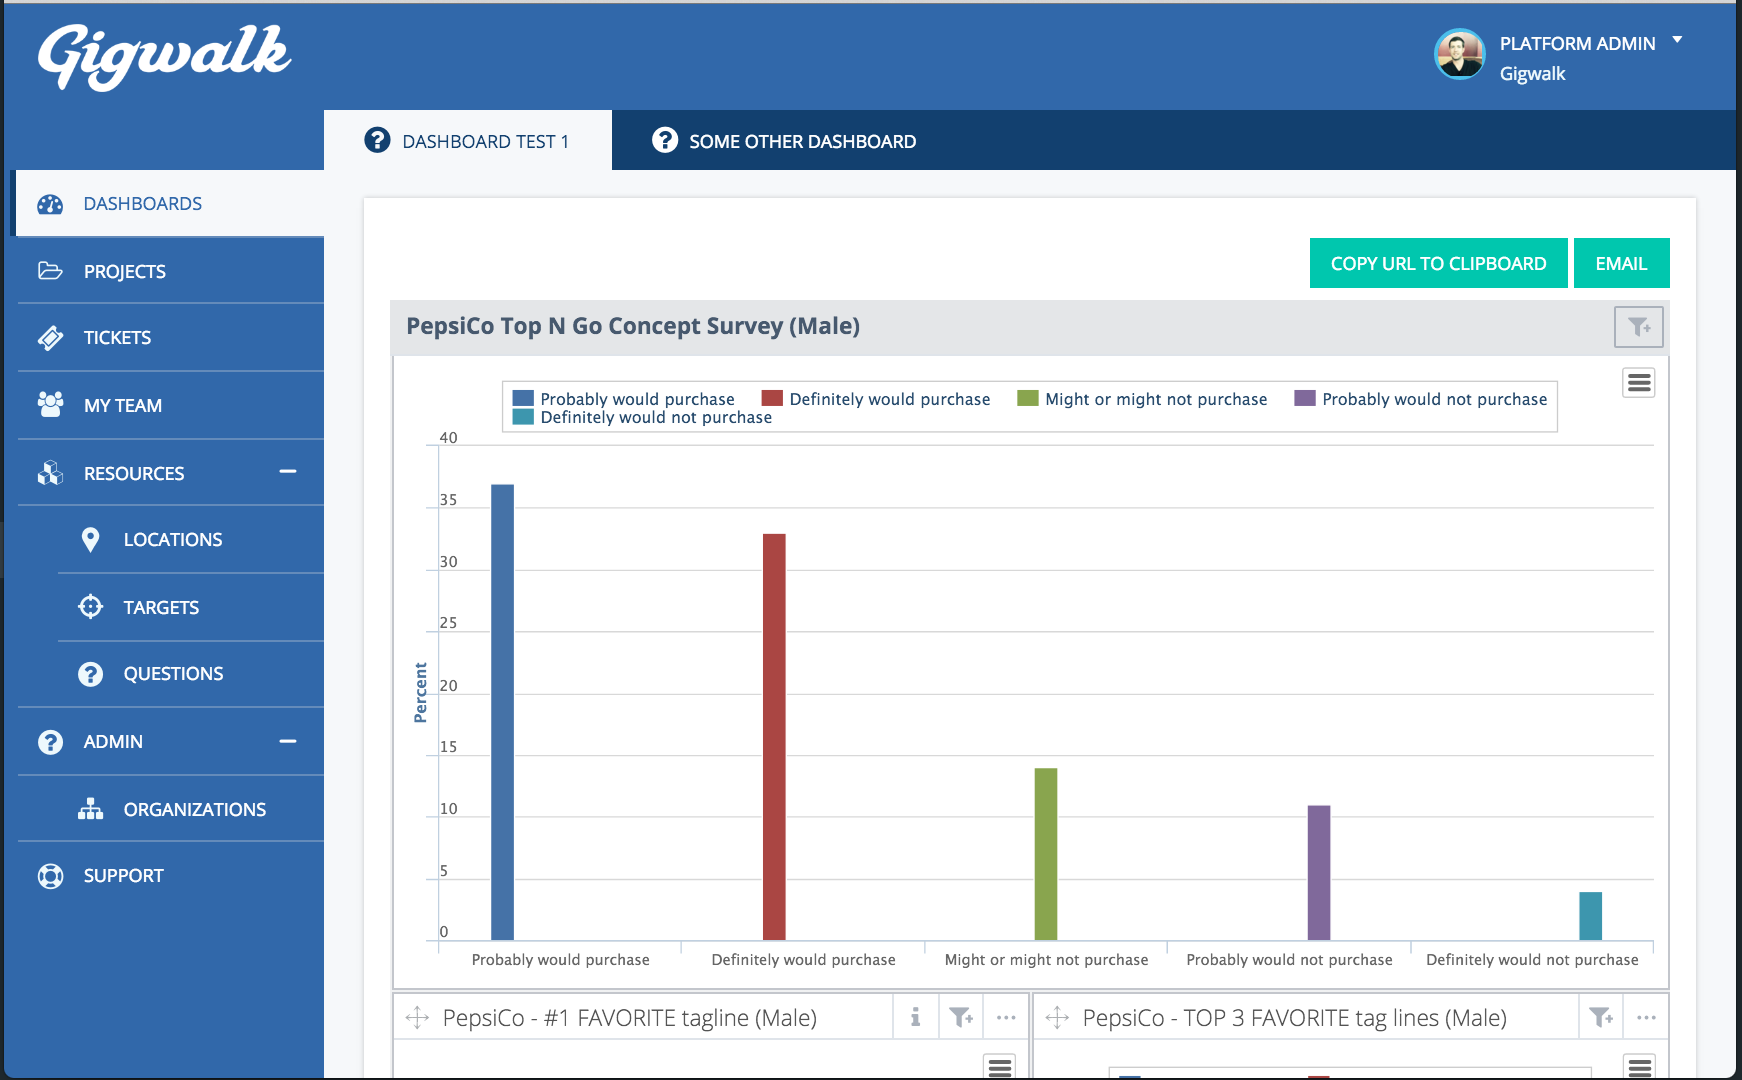 Gigwalk
PLATFORM ADMIN
Gigwalk
DASHBOARD TEST 1
SOME OTHER DASHBOARD
DASHBOARDS
PROJECTS
TICKETS
MY TEAM
RESOURCES
LOCATIONS
TARGETS
QUESTIONS
ADMIN
ORGANIZATIONS
SUPPORT
COPY URL TO CLIPBOARD
EMAIL
PepsiCo Top N Go Concept Survey (Male)
Probably would purchase
Definitely would purchase
Might or might not purchase
Probably would not purchase
Definitely would not purchase
Percent
40
35
30
25
20
15
10
5
0
Probably would purchase
Definitely would purchase
Might or might not purchase
Probably would not purchase
Definitely would not purchase
PepsiCo - #1 FAVORITE tagline (Male)
PepsiCo - TOP 3 FAVORITE tag lines (Male)